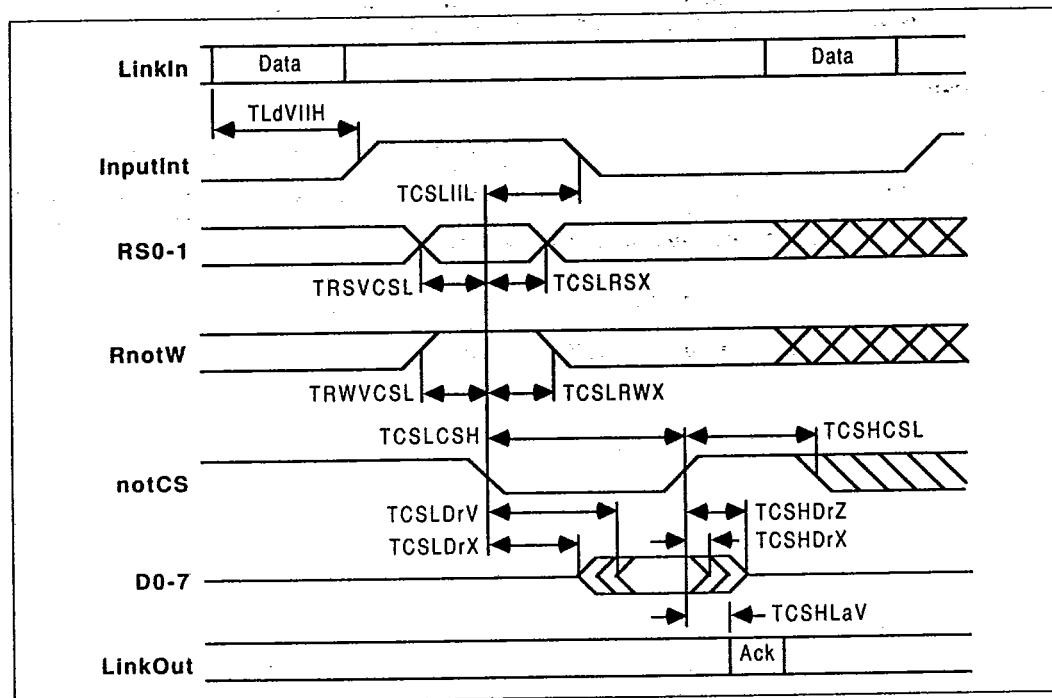 LinkIn Data Data
TLdVIIH
InputInt
TCSLIIL
RS0-1
TRSVCSL TCSLRSX
RnotW
TRWVCSL TCSLRWX
TCSLCSH TCSHCSL
notCS
TCSLDrV TCSHDrZ
TCSLDrX TCSHDrX
D0-7
TCSHLaV
LinkOut Ack